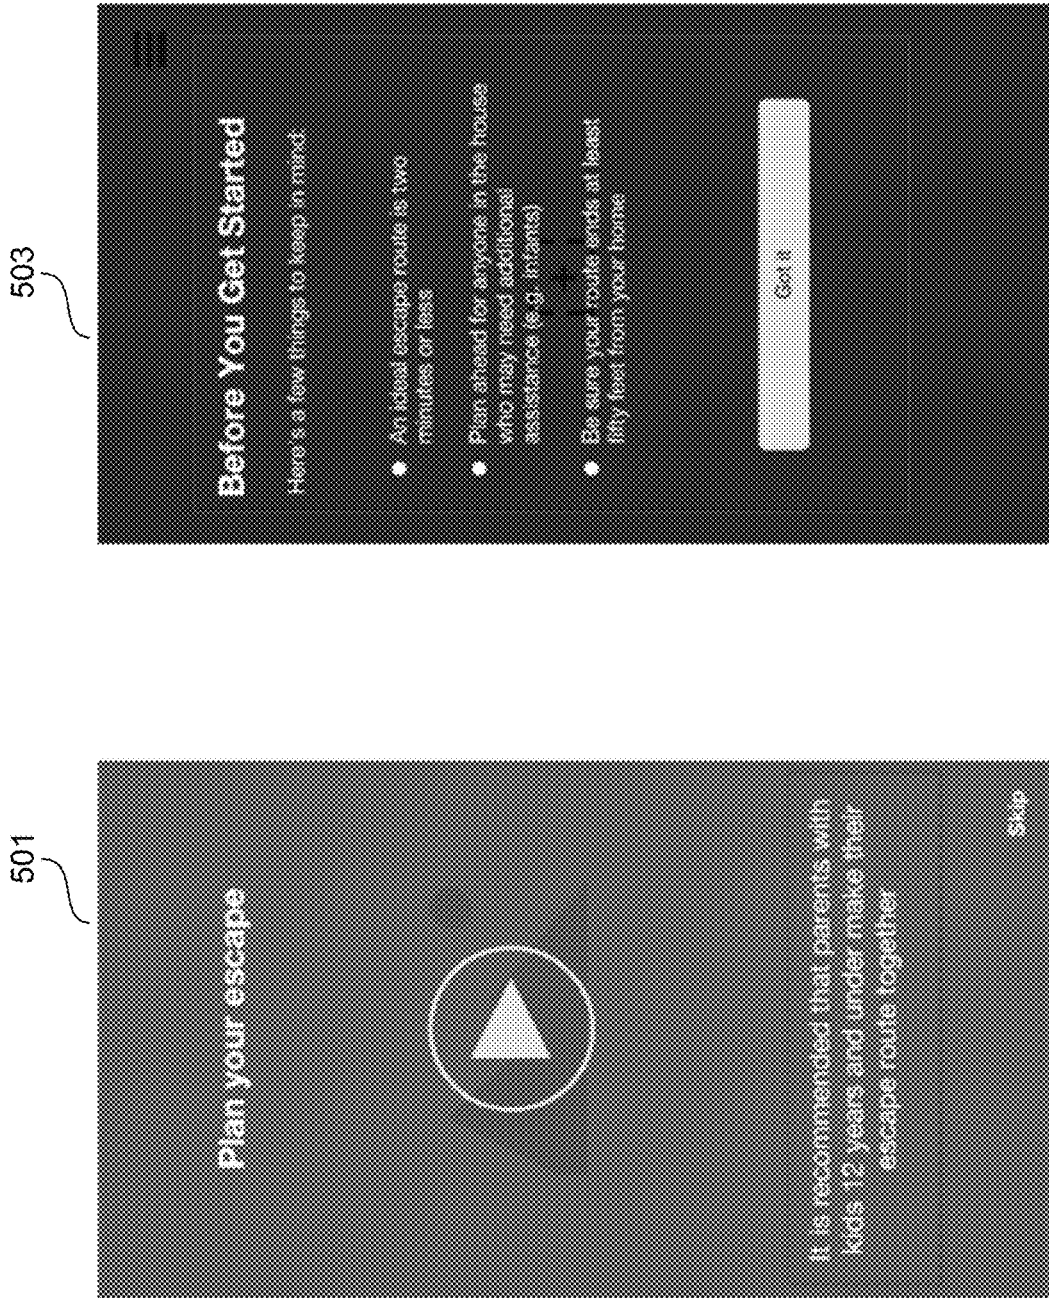 501
Plan your escape
It is recommended that parents with
kids 12 years and under make their
escape route together
Skip
503
Before You Get Started
Here's a few things to keep in mind:
An ideal escape route is two
minutes or less
Plan ahead for anyone in the house
who may need additional
assistance (e.g. infants)
Be sure your route ends at least
fifty feet from your home
Got it